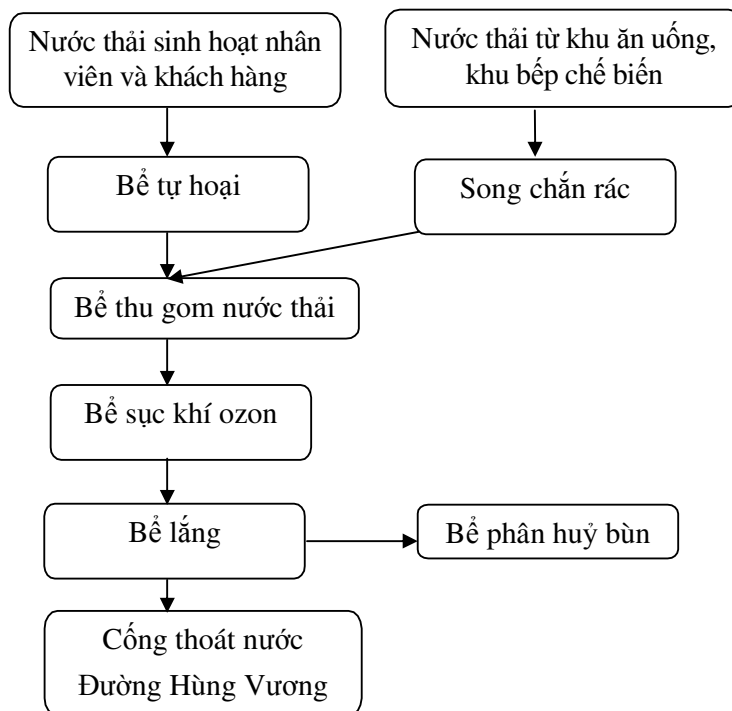 Nước thải sinh hoạt nhân
viên và khách hàng
Nước thải từ khu ăn uống,
khu bếp chế biến
Bể tự hoại
Song chắn rác
Bể thu gom nước thải
Bể sục khí ozon
Bể lắng
Bể phân huỷ bùn
Cống thoát nước
Đường Hùng Vương